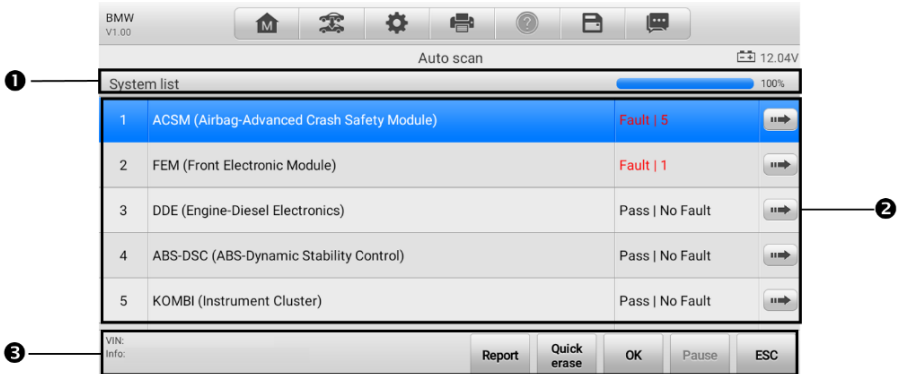 BMW
V1.00
M
?
Auto scan
12.04V
❶
System list
100%
1 ACSM (Airbag-Advanced Crash Safety Module) Fault | 5
2 FEM (Front Electronic Module) Fault | 1
3 DDE (Engine-Diesel Electronics) Pass | No Fault
❷
4 ABS-DSC (ABS-Dynamic Stability Control) Pass | No Fault
5 KOMBI (Instrument Cluster) Pass | No Fault
❸
VIN:
Info:
Report
Quick
erase
OK
Pause
ESC